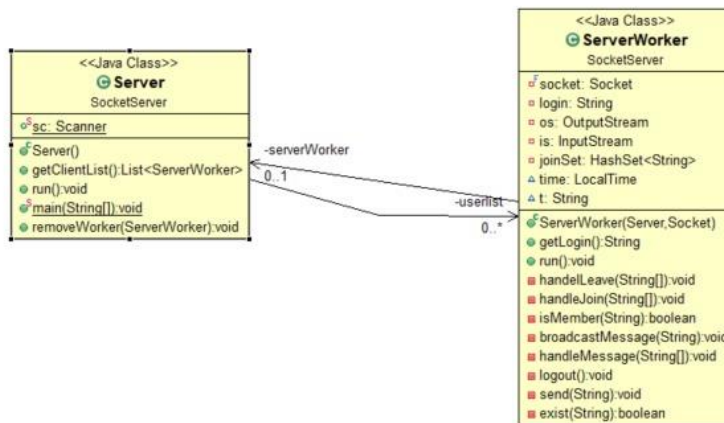 <<Java Class>>
Server
SocketServer
sc: Scanner
Server()
getClientList():List<ServerWorker>
run():void
main(String[]):void
removeWorker(ServerWorker):void
-serverWorker
0..1
-userlist
0..*
<<Java Class>>
ServerWorker
SocketServer
socket: Socket
login: String
os: OutputStream
is: InputStream
joinSet: HashSet<String>
time: LocalTime
t: String
ServerWorker(Server,Socket)
getLogin():String
run():void
handelLeave(String[]):void
handleJoin(String[]):void
isMember(String):boolean
broadcastMessage(String):void
handleMessage(String[]):void
logout():void
send(String):void
exist(String):boolean